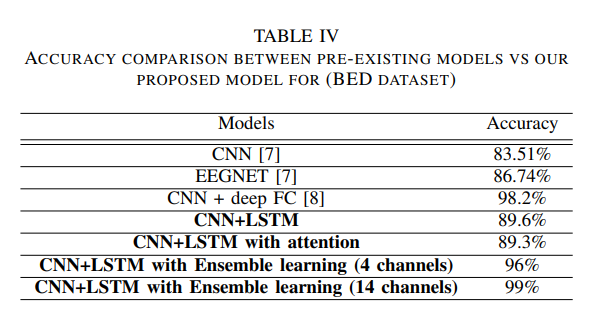 TABLE IV
ACCURACY COMPARISON BETWEEN PRE-EXISTING MODELS VS OUR
PROPOSED MODEL FOR (BED DATASET)
Models Accuracy
CNN [7] 83.51%
EEGNET [7] 86.74%
CNN + deep FC [8] 98.2%
CNN+LSTM 89.6%
CNN+LSTM with attention 89.3%
CNN+LSTM with Ensemble learning (4 channels) 96%
CNN+LSTM with Ensemble learning (14 channels) 99%